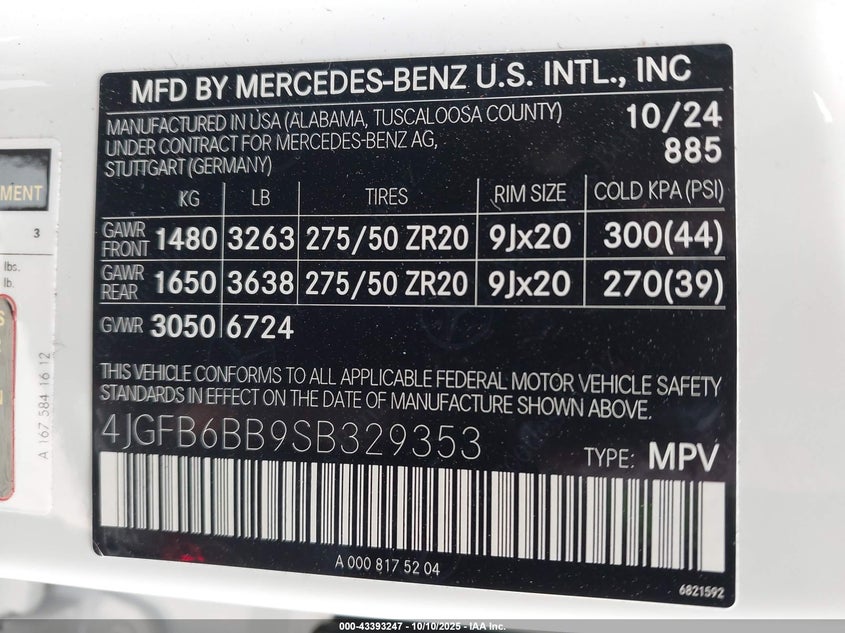 MFD BY MERCEDES-BENZ U.S. INTL., INC
MANUFACTURED IN USA (ALABAMA, TUSCALOOSA COUNTY) 10/24
UNDER CONTRACT FOR MERCEDES-BENZ AG, 885
STUTTGART (GERMANY)
KG LB TIRES RIM SIZE COLD KPA (PSI)
GAWR FRONT 1480 3263 275/50 ZR20 9Jx20 300(44)
GAWR REAR 1650 3638 275/50 ZR20 9Jx20 270(39)
GVWR 3050 6724
THIS VEHICLE CONFORMS TO ALL APPLICABLE FEDERAL MOTOR VEHICLE SAFETY
STANDARDS IN EFFECT ON THE DATE OF MANUFACTURE SHOWN ABOVE.
4JGFB6BB9SB329353
TYPE: MPV
A 000 817 52 04
6821592
MENT
3
lbs.
lb.
A 167 584 16 12
000-43393247 - 10/10/2025 - IAA Inc.